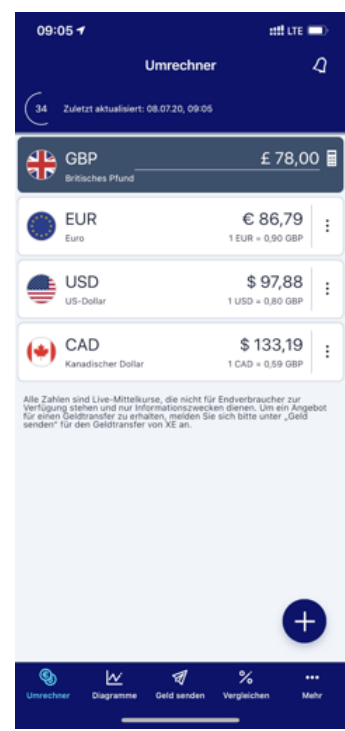 09:05
LTE
Umrechner
34
Zuletzt aktualisiert: 08.07.20, 09:05
GBP
£ 78,00
Britisches Pfund
EUR
€ 86,79
Euro
1 EUR = 0,90 GBP
USD
$ 97,88
US-Dollar
1 USD = 0,80 GBP
CAD
$ 133,19
Kanadischer Dollar
1 CAD = 0,59 GBP
Alle Zahlen sind Live-Mittelkurse, die nicht für Endverbraucher zur
Verfügung stehen und nur Informationszwecken dienen. Um ein Angebot
für einen Geldtransfer zu erhalten, melden Sie sich bitte unter „Geld
senden“ für den Geldtransfer von XE an.
Umrechner
Diagramme
Geld senden
Vergleichen
Mehr